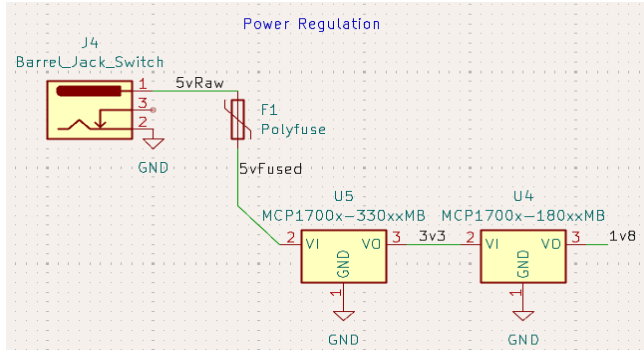 Power Regulation
J4
Barrel_Jack_Switch
1
5vRaw
3
2
GND
F1
Polyfuse
5vFused
U5
MCP1700x-330xxMB
2
VI
VO
3
GND
1
GND
3v3
U4
MCP1700x-180xxMB
2
VI
VO
3
GND
1
GND
1v8